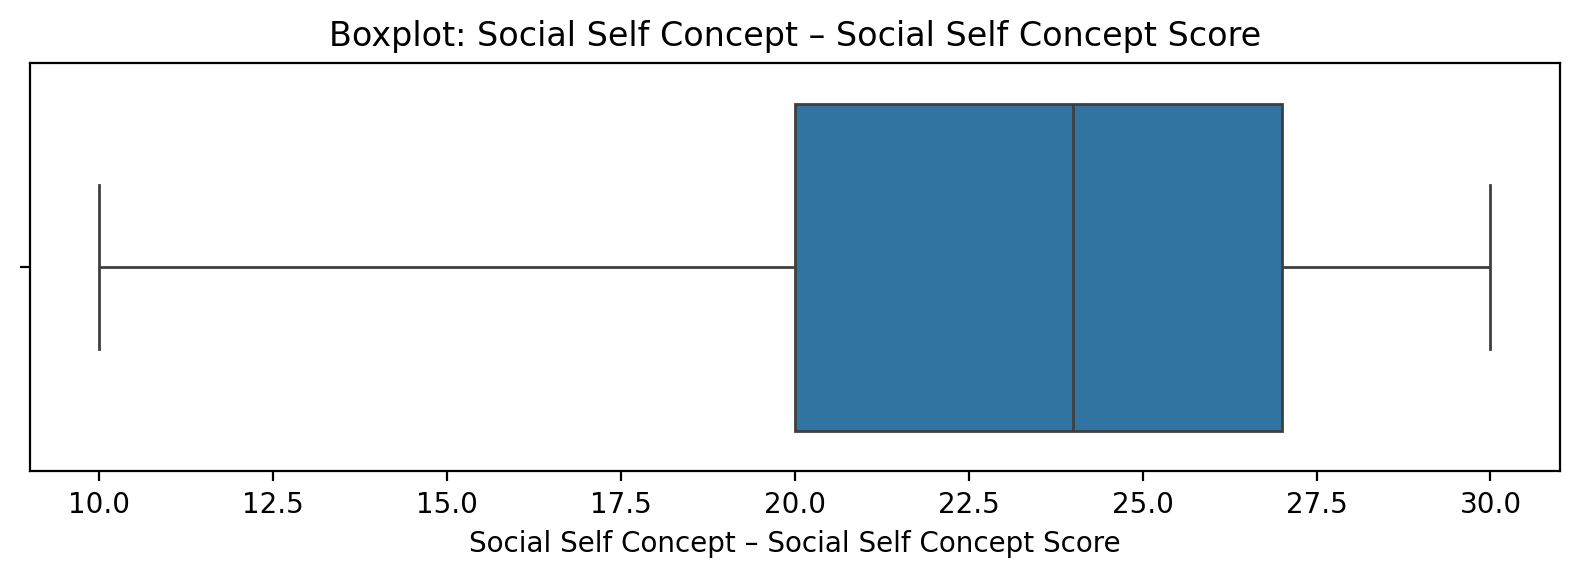 Boxplot: Social Self Concept – Social Self Concept Score
10.0 12.5 15.0 17.5 20.0 22.5 25.0 27.5 30.0
Social Self Concept – Social Self Concept Score